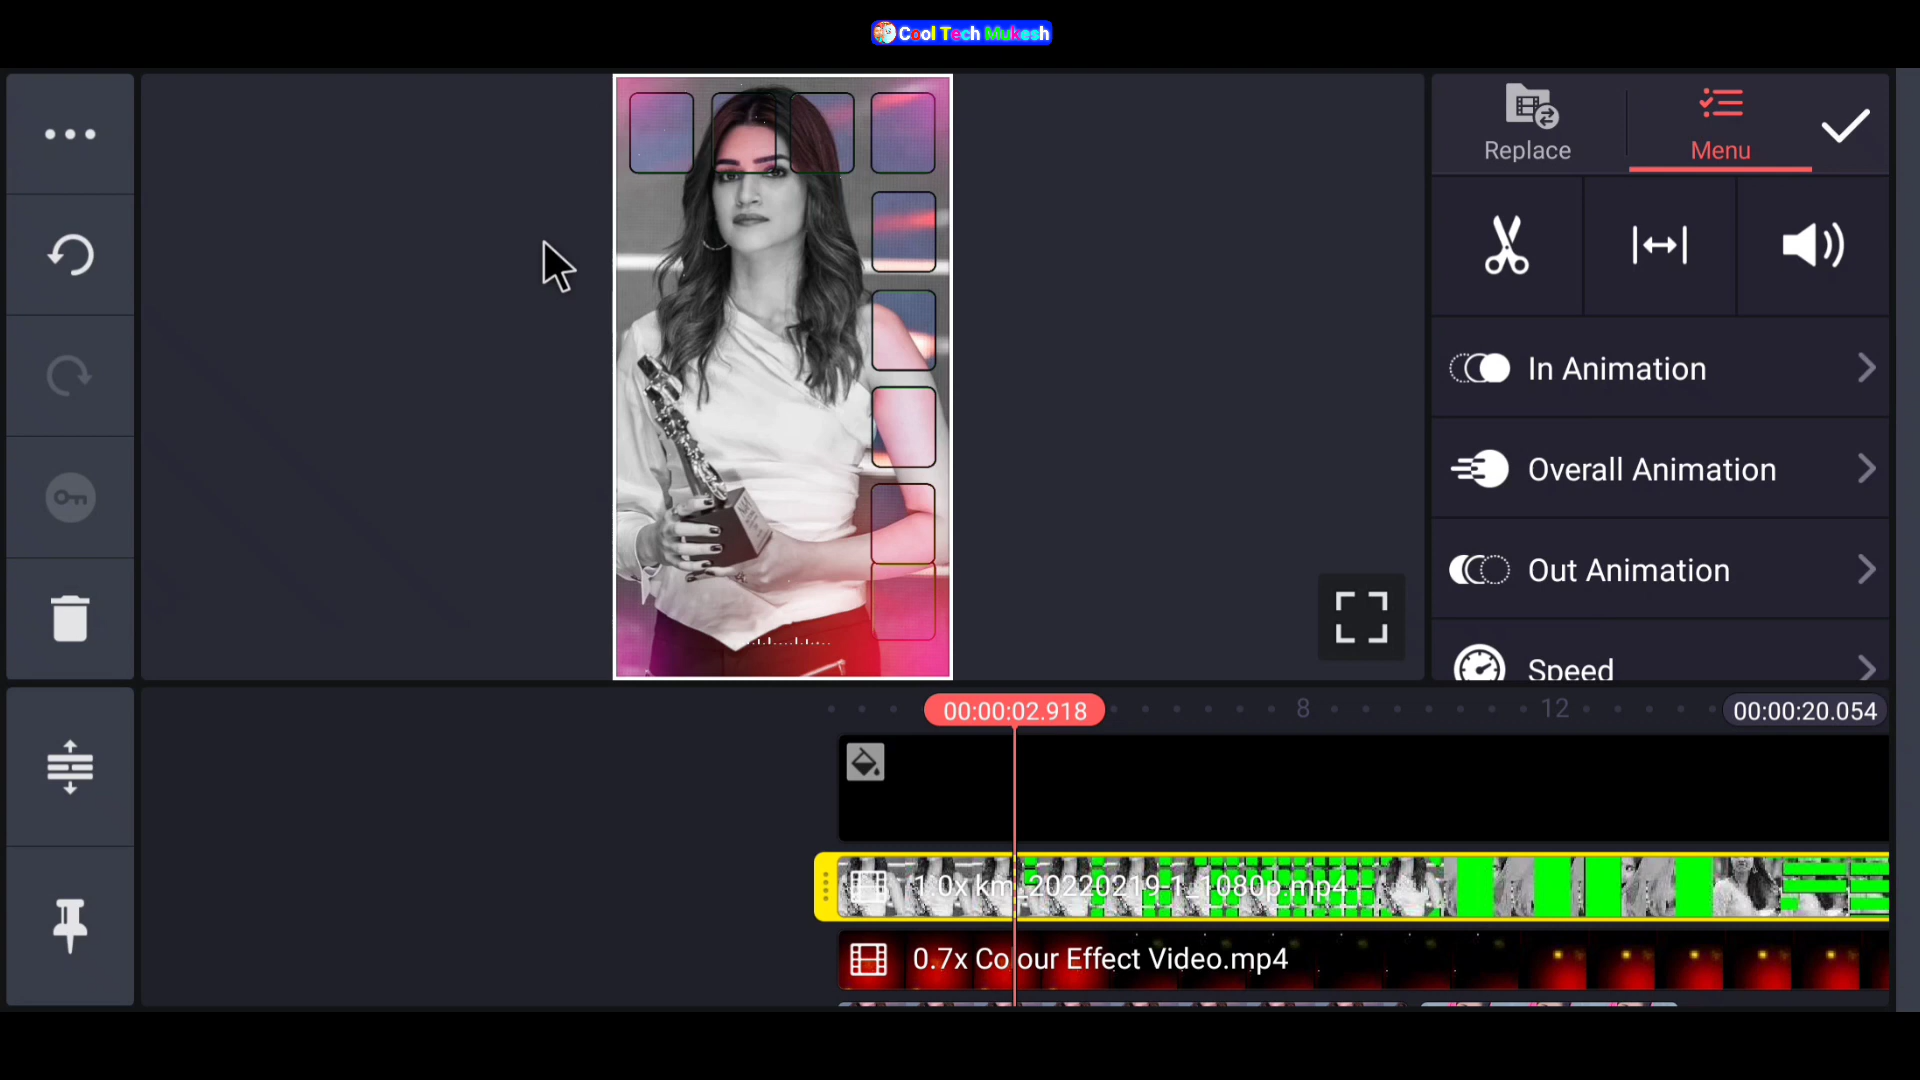 Cool Tech Mukesh
Replace
Menu
In Animation
Overall Animation
Out Animation
Speed
00:00:02.918
8
12
00:00:20.054
1.0x km_20220219-1_1080p.mp4
0.7x Colour Effect Video.mp4